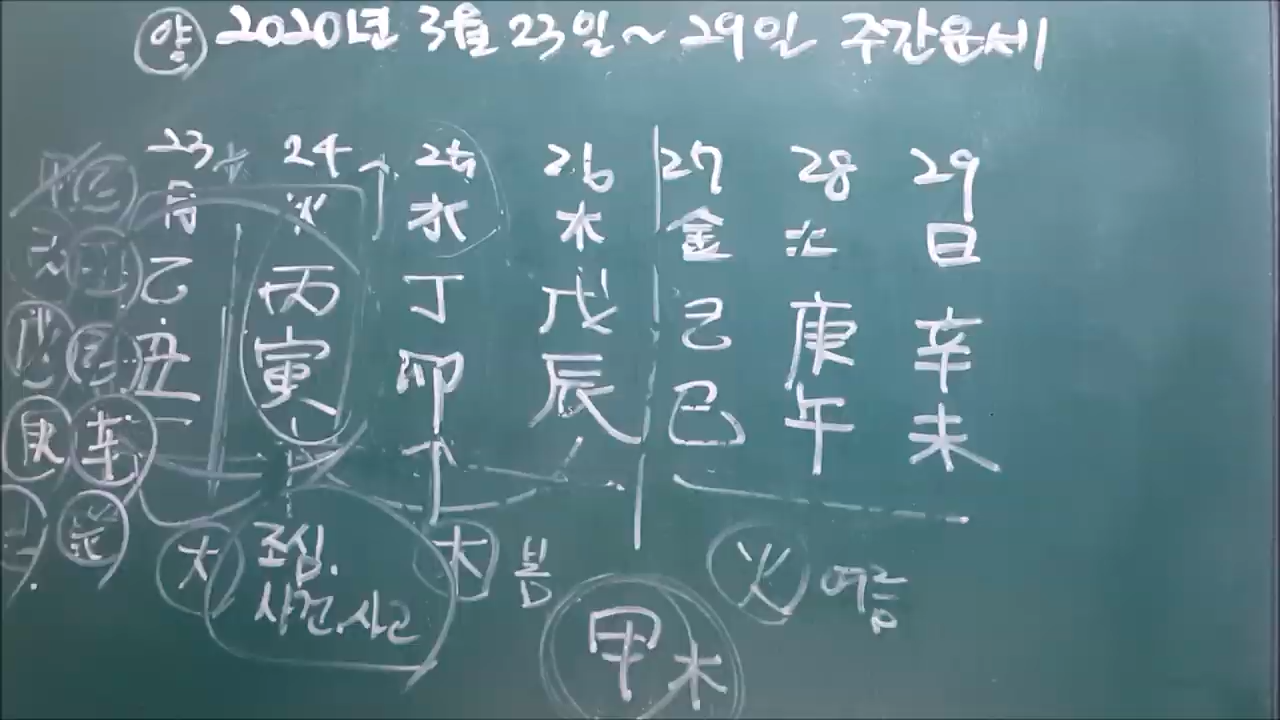 양 2020년 3월 23일 ~ 29일 주간운세
23 24 25 26 27 28 29
月 火 水 木 金 土 日
乙 丙 丁 戊 己 庚 辛
丑 寅 卯 辰 巳 午 未
庚 辛
조심. 木 봄 火 여름
사건.사고
甲木